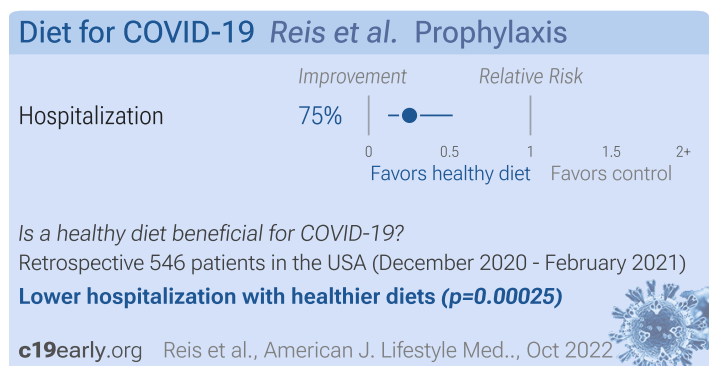 Diet for COVID-19 Reis et al. Prophylaxis
Improvement Relative Risk
Hospitalization 75%
0 0.5 1 1.5 2+
Favors healthy diet Favors control
Is a healthy diet beneficial for COVID-19?
Retrospective 546 patients in the USA (December 2020 - February 2021)
Lower hospitalization with healthier diets (p=0.00025)
c19early.org Reis et al., American J. Lifestyle Med.., Oct 2022